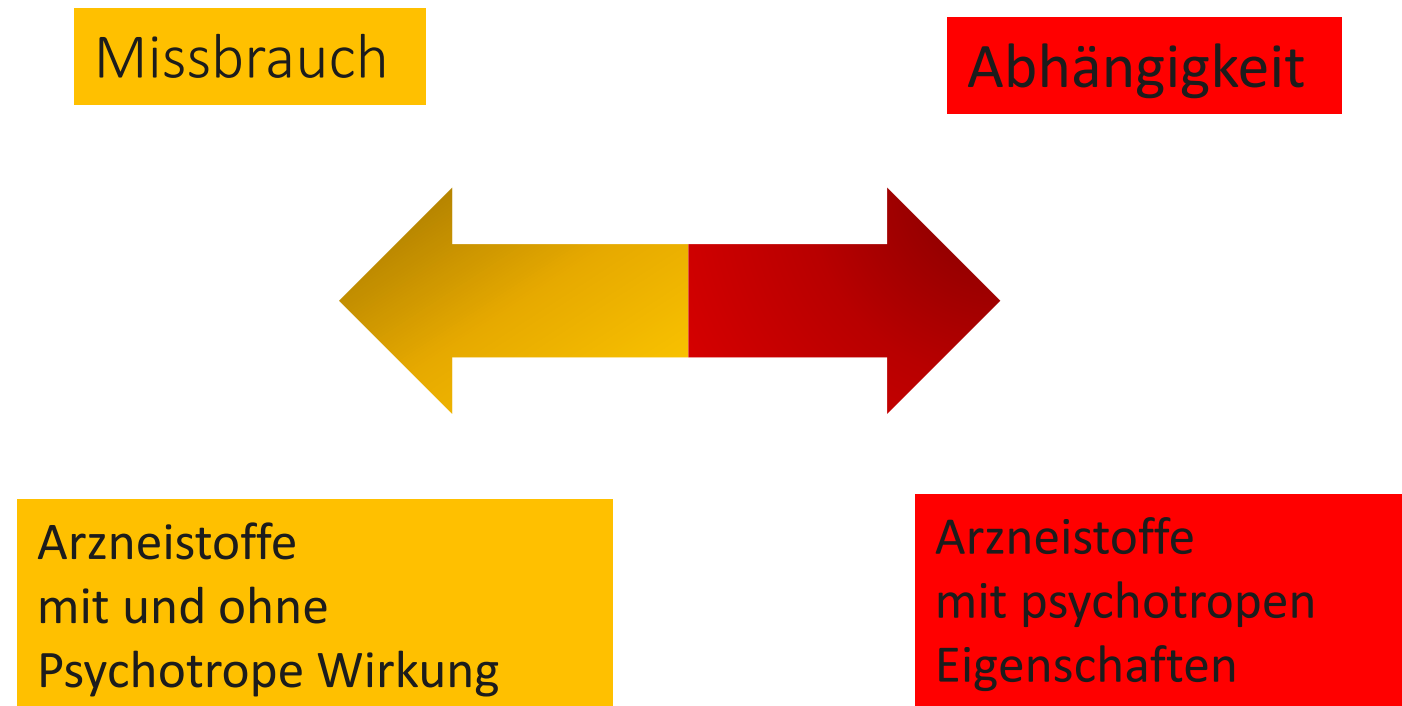 Missbrauch
Abhängigkeit
Arzneistoffe
mit und ohne
Psychotrope Wirkung
Arzneistoffe
mit psychotropen
Eigenschaften